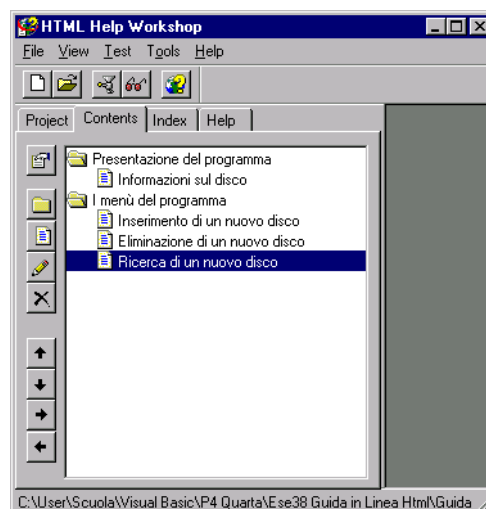 HTML Help Workshop
File View Test Tools Help
Project Contents Index Help
Presentazione del programma
Informazioni sul disco
I menù del programma
Inserimento di un nuovo disco
Eliminazione di un nuovo disco
Ricerca di un nuovo disco
C:\User\Scuola\Visual Basic\P4 Quarta\Ese38 Guida in Linea Html\Guida